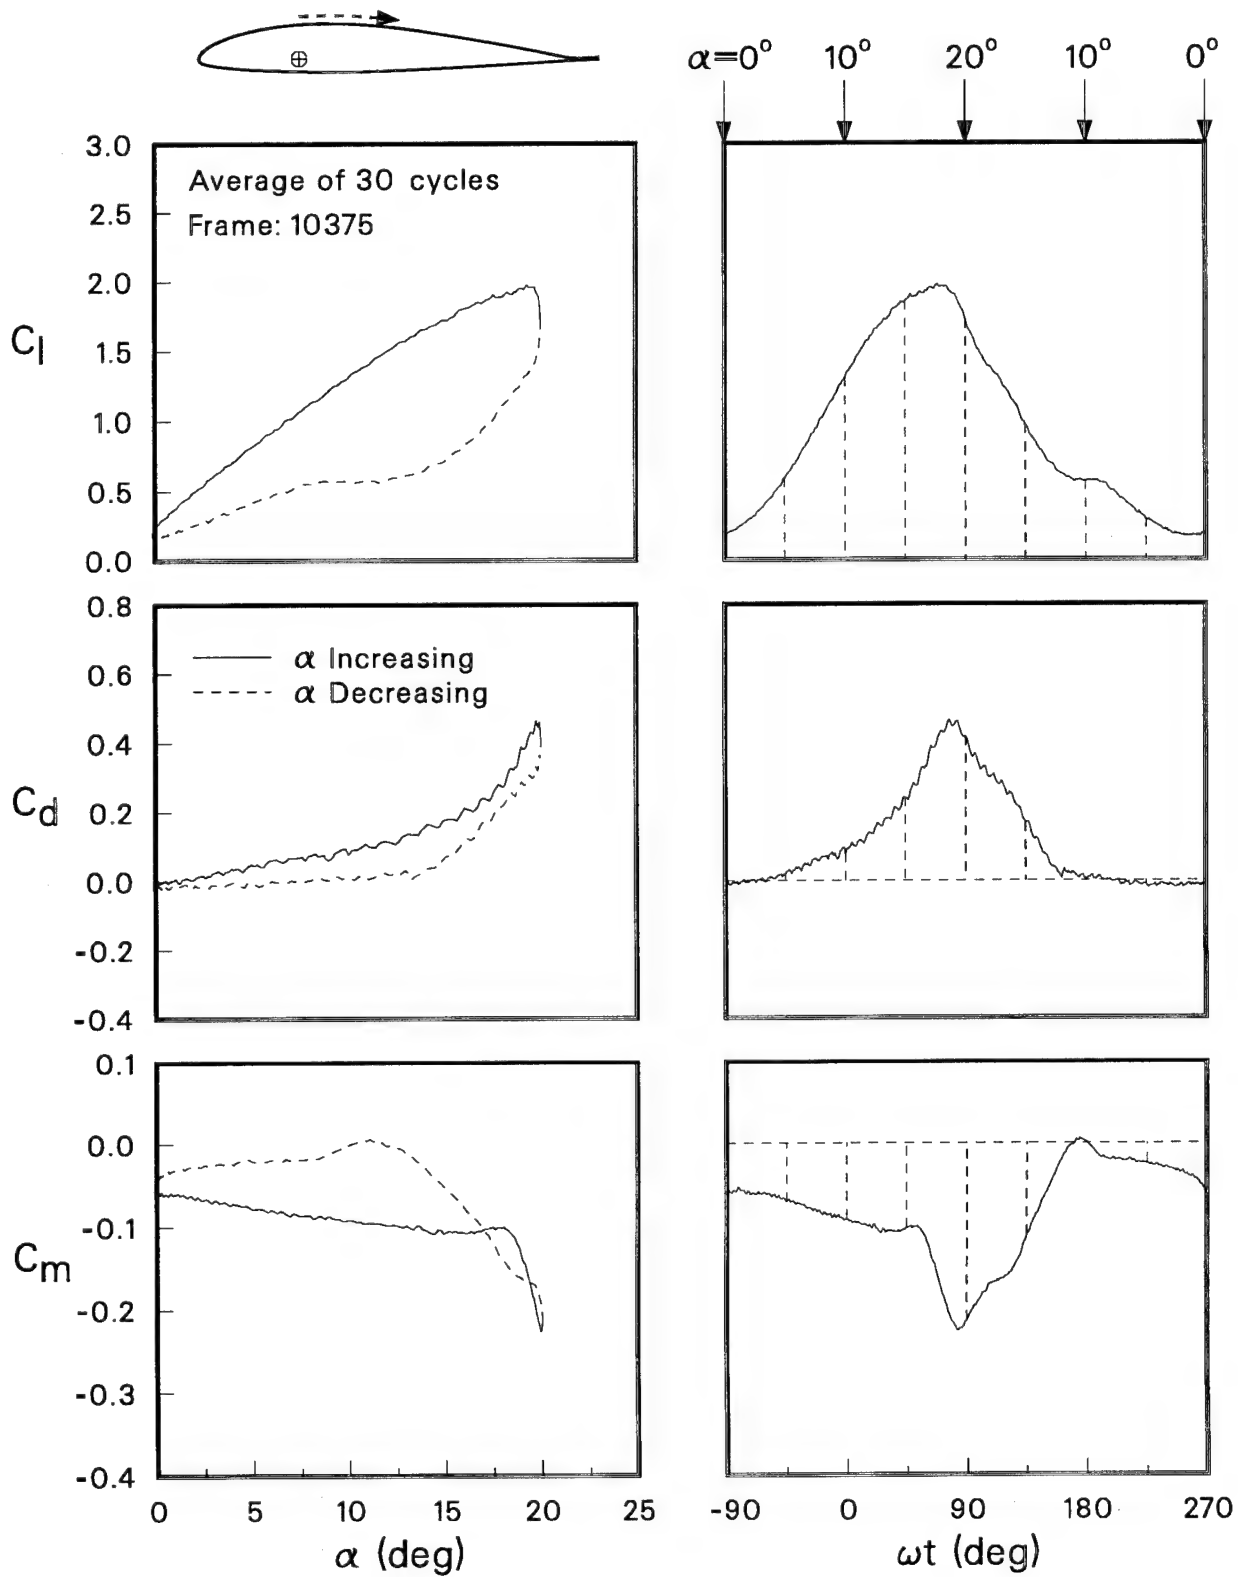 α=0° 10° 20° 10° 0°
3.0
Average of 30 cycles
2.5
Frame: 10375
2.0
Cl
1.5
1.0
0.5
0.0
0.8
α Increasing
0.6
α Decreasing
0.4
Cd
0.2
0.0
-0.2
-0.4
0.1
0.0
-0.1
Cm
-0.2
-0.3
-0.4
0 5 10 15 20 25
α (deg)
-90 0 90 180 270
ωt (deg)